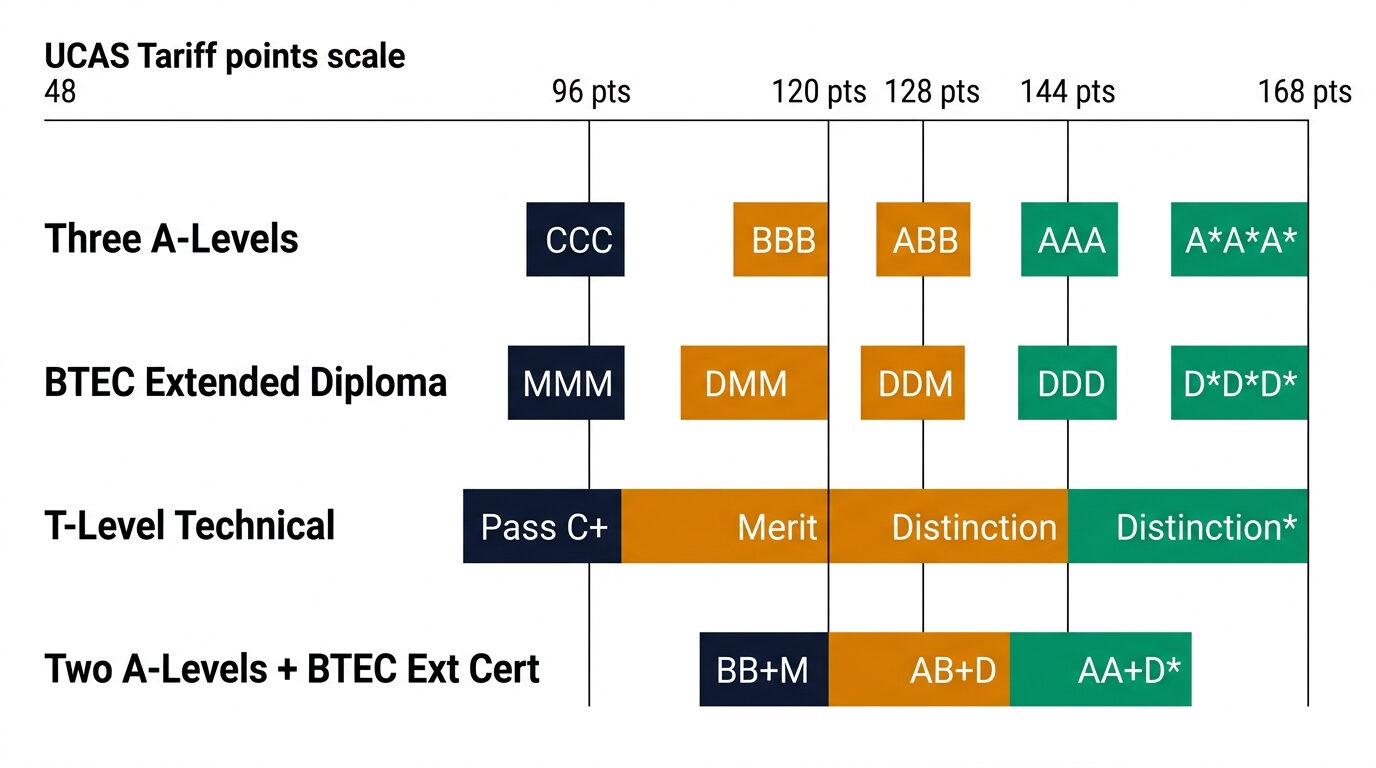 UCAS Tariff points scale
48 96 pts 120 pts 128 pts 144 pts 168 pts
Three A-Levels CCC BBB ABB AAA A*A*A*
BTEC Extended Diploma MMM DMM DDM DDD D*D*D*
T-Level Technical Pass C+ Merit Distinction Distinction*
Two A-Levels + BTEC Ext Cert BB+M AB+D AA+D*